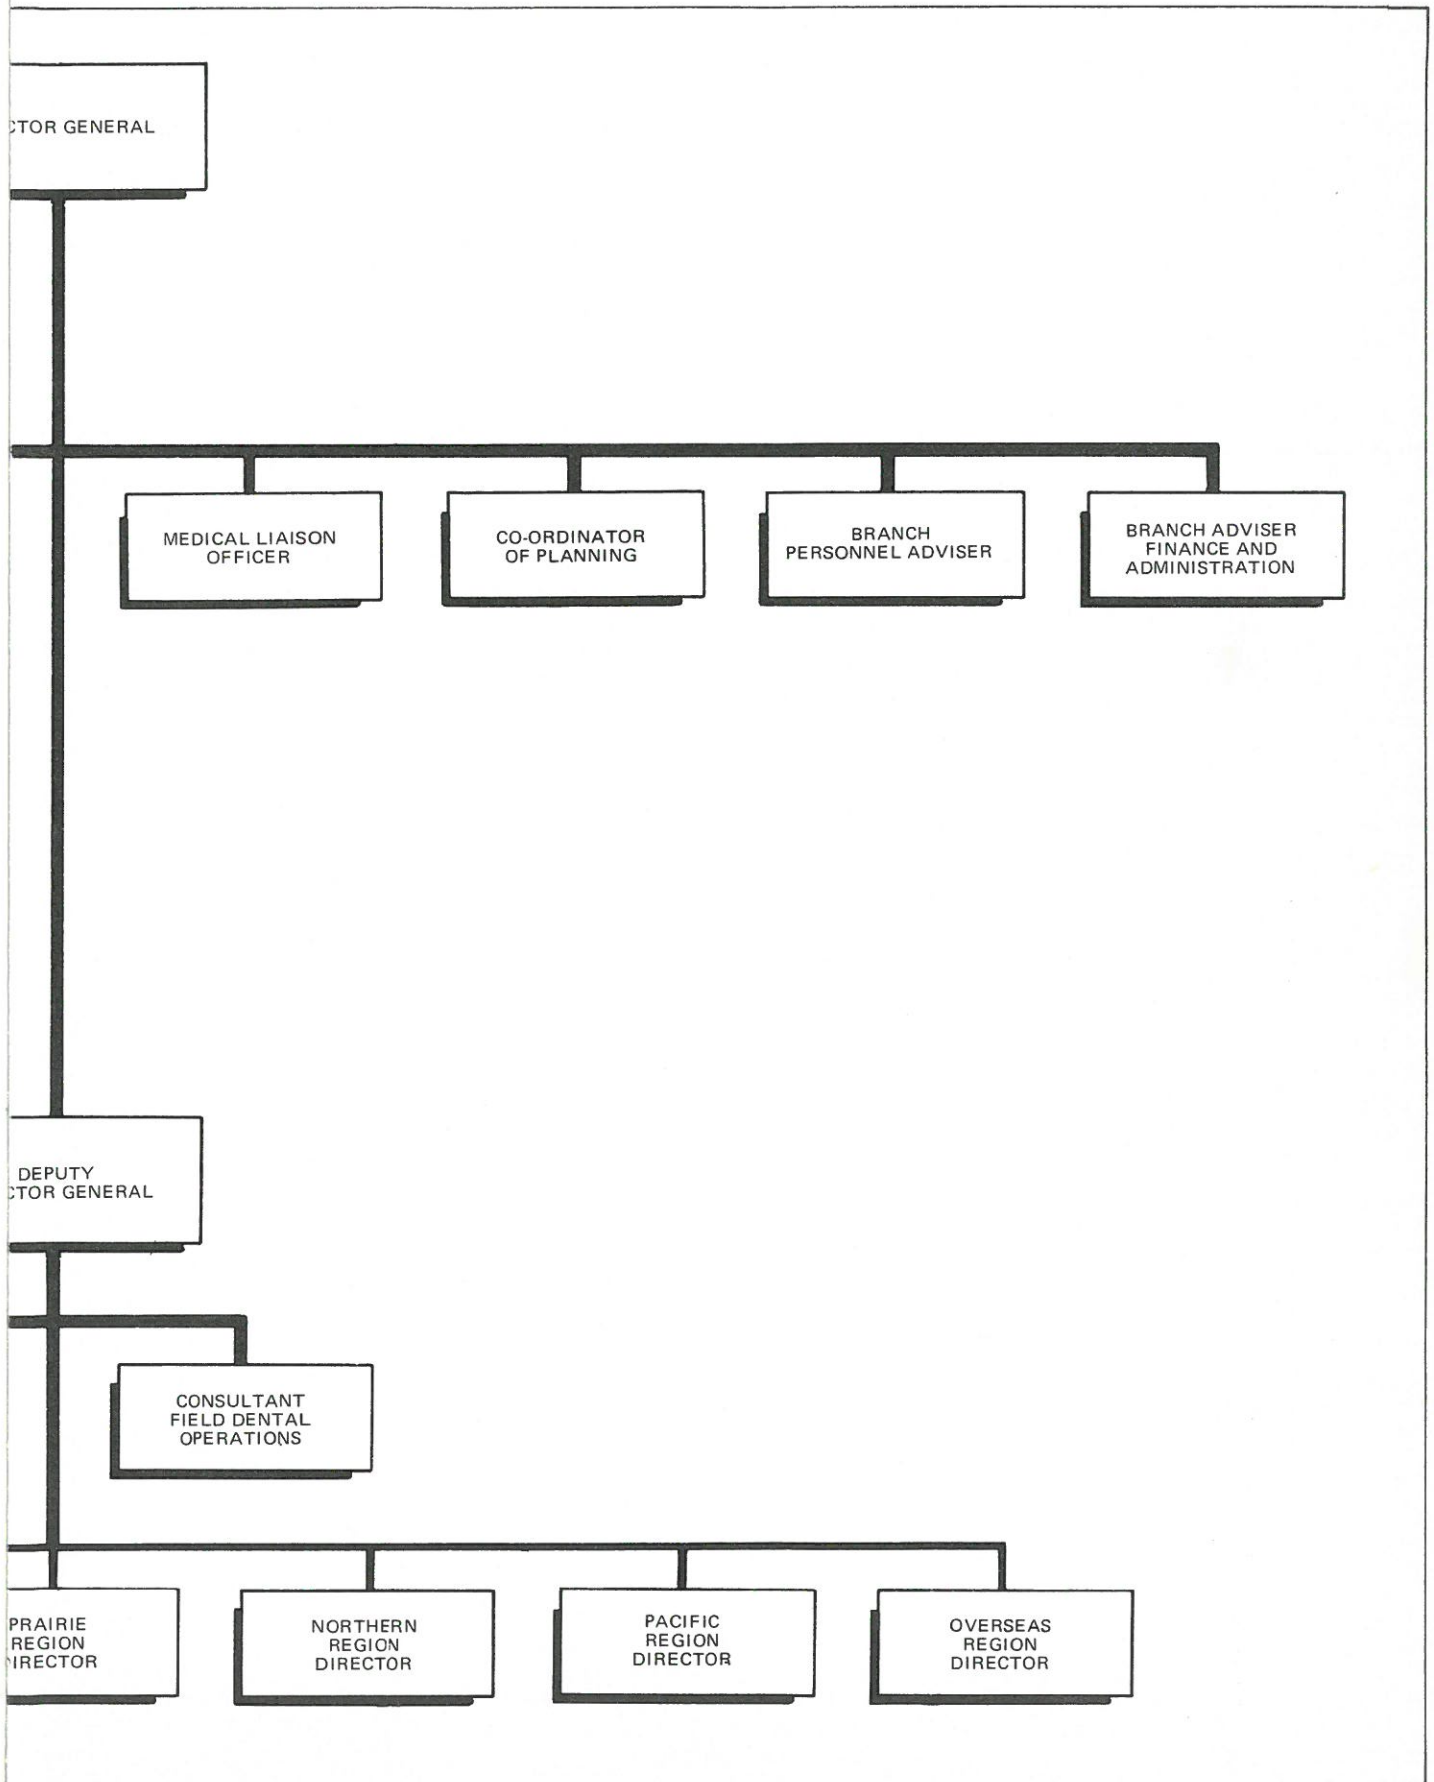 CTOR GENERAL
MEDICAL LIAISON
OFFICER
CO-ORDINATOR
OF PLANNING
BRANCH
PERSONNEL ADVISER
BRANCH ADVISER
FINANCE AND
ADMINISTRATION
DEPUTY
CTOR GENERAL
CONSULTANT
FIELD DENTAL
OPERATIONS
PRAIRIE
REGION
IRECTOR
NORTHERN
REGION
DIRECTOR
PACIFIC
REGION
DIRECTOR
OVERSEAS
REGION
DIRECTOR